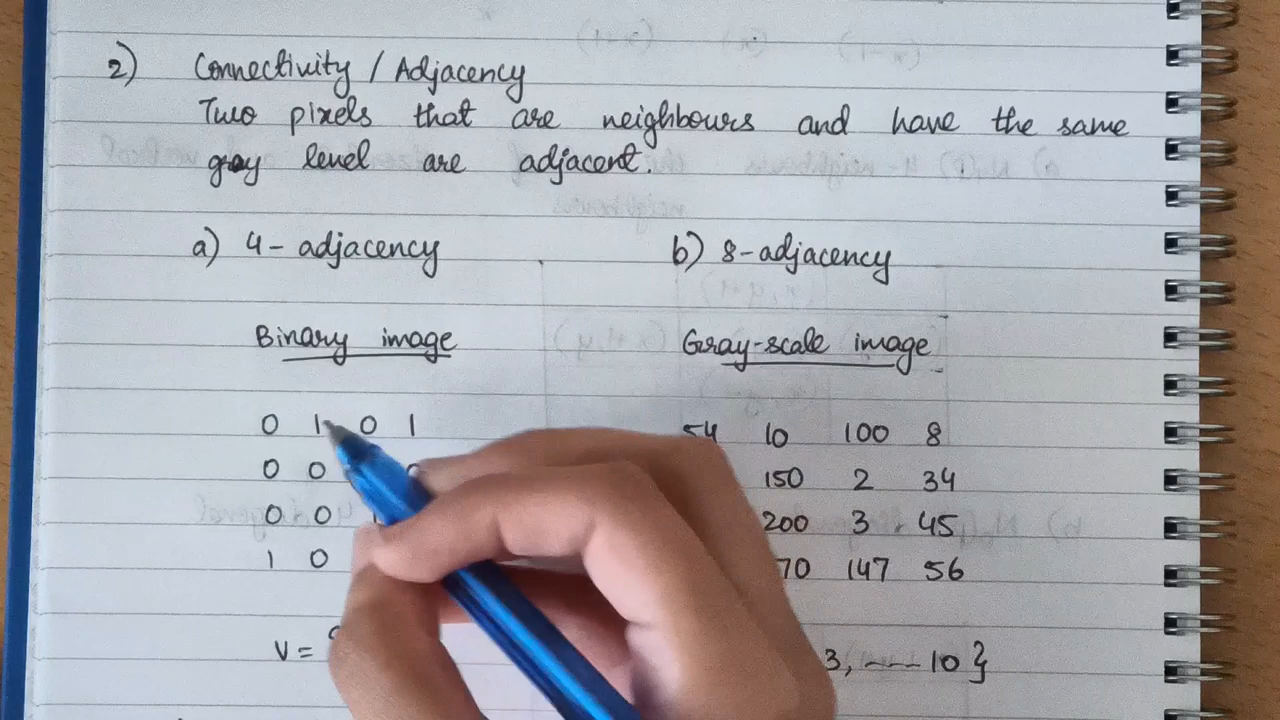 2) Connectivity / Adjacency
Two pixels that are neighbours and have the same
gray level are adjacent.
a) 4-adjacency b) 8-adjacency
Binary image Gray-scale image
0 1 0 1 54 10 100 8
0 0 150 2 34
0 0 200 3 45
1 0 70 147 56
V = 3, ---- 10 }